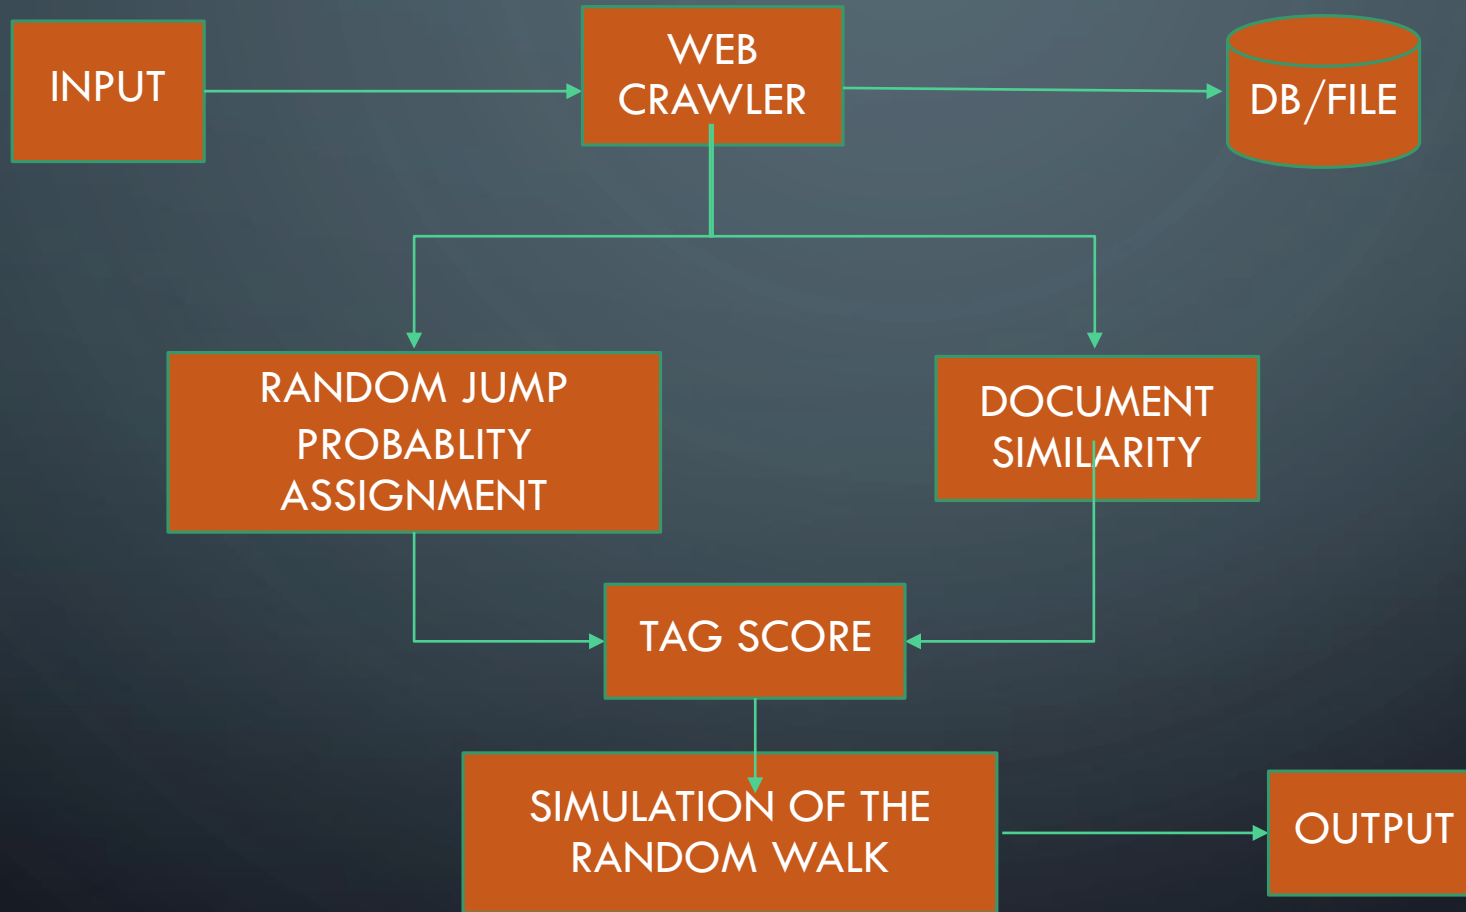 INPUT
WEB
CRAWLER
DB/FILE
RANDOM JUMP
PROBABLITY
ASSIGNMENT
DOCUMENT
SIMILARITY
TAG SCORE
SIMULATION OF THE
RANDOM WALK
OUTPUT